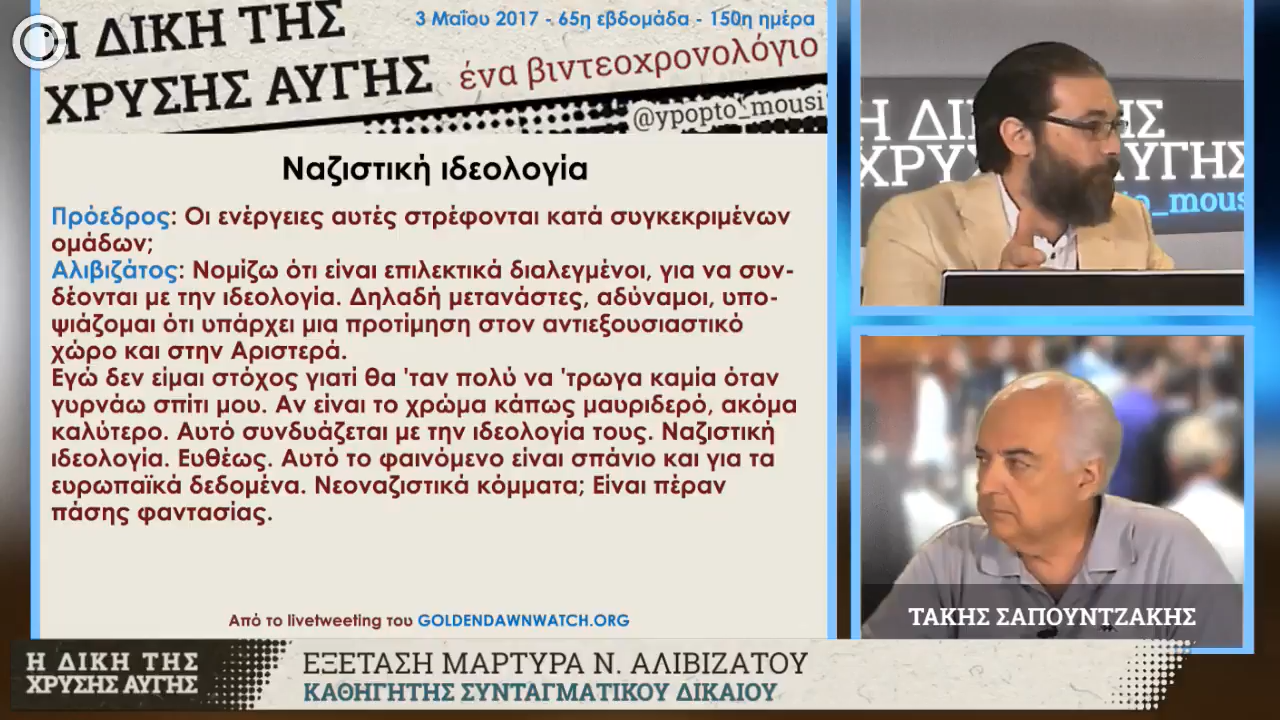 Η ΔΙΚΗ ΤΗΣ
ΧΡΥΣΗΣ ΑΥΓΗΣ
3 Μαΐου 2017 - 65η εβδομάδα - 150η ημέρα
ένα βιντεοχρονολόγιο
@ypopto_mousi
Ναζιστική ιδεολογία
Πρόεδρος: Οι ενέργειες αυτές στρέφονται κατά συγκεκριμένων
ομάδων;
Αλιβιζάτος: Νομίζω ότι είναι επιλεκτικά διαλεγμένοι, για να συν-
δέονται με την ιδεολογία. Δηλαδή μετανάστες, αδύναμοι, υπο-
ψιάζομαι ότι υπάρχει μια προτίμηση στον αντιεξουσιαστικό
χώρο και στην Αριστερά.
Εγώ δεν είμαι στόχος γιατί θα 'ταν πολύ να 'τρωγα καμία όταν
γυρνάω σπίτι μου. Αν είναι το χρώμα κάπως μαυριδερό, ακόμα
καλύτερο. Αυτό συνδυάζεται με την ιδεολογία τους. Ναζιστική
ιδεολογία. Ευθέως. Αυτό το φαινόμενο είναι σπάνιο και για τα
ευρωπαϊκά δεδομένα. Νεοναζιστικά κόμματα; Είναι πέραν
πάσης φαντασίας.
Από το livetweeting του GOLDENDAWNWATCH.ORG
Η ΔΙ ΗΣ
ΧΡΥΣ ΑΥΓΗΣ
to_mous
ΤΑΚΗΣ ΣΑΠΟΥΝΤΖΑΚΗΣ
Η ΔΙΚΗ ΤΗΣ
ΧΡΥΣΗΣ ΑΥΓΗΣ
ΕΞΕΤΑΣΗ ΜΑΡΤΥΡΑ Ν. ΑΛΙΒΙΖΑΤΟΥ
ΚΑΘΗΓΗΤΗΣ ΣΥΝΤΑΓΜΑΤΙΚΟΥ ΔΙΚΑΙΟΥ